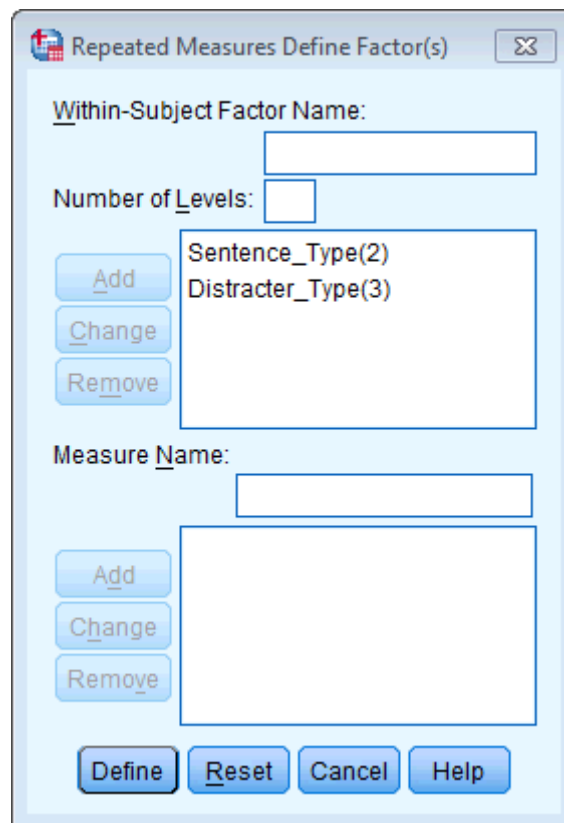 Repeated Measures Define Factor(s)
Within-Subject Factor Name:
Number of Levels:
Sentence_Type(2)
Distracter_Type(3)
Add
Change
Remove
Measure Name:
Add
Change
Remove
Define Reset Cancel Help